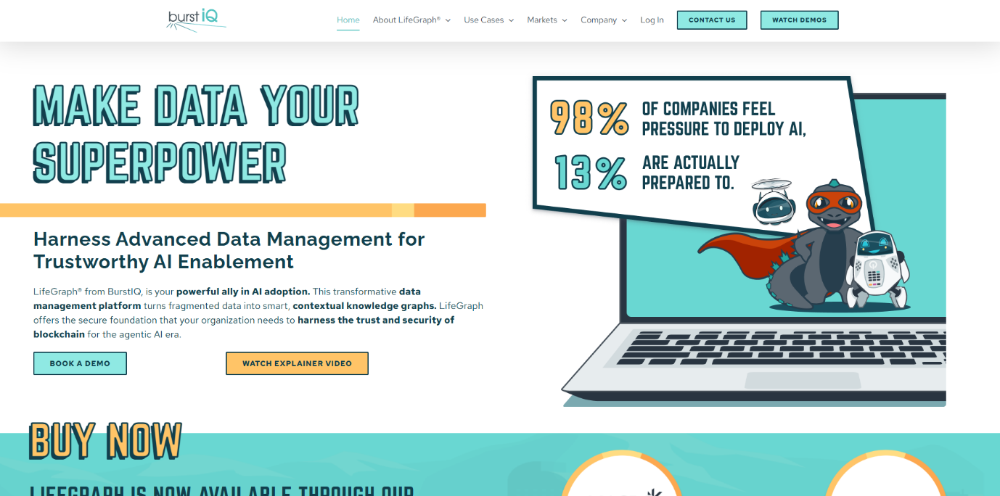 burst iQ
Home
About LifeGraph®
Use Cases
Markets
Company
Log In
CONTACT US
WATCH DEMOS
MAKE DATA YOUR
SUPERPOWER
98% OF COMPANIES FEEL
PRESSURE TO DEPLOY AI,
13% ARE ACTUALLY
PREPARED TO.
Harness Advanced Data Management for
Trustworthy AI Enablement
LifeGraph® from BurstIQ, is your powerful ally in AI adoption. This transformative data
management platform turns fragmented data into smart, contextual knowledge graphs. LifeGraph
offers the secure foundation that your organization needs to harness the trust and security of
blockchain for the agentic AI era.
BOOK A DEMO
WATCH EXPLAINER VIDEO
BUY NOW
LIFEGRAPH IS NOW AVAILABLE THROUGH OUR